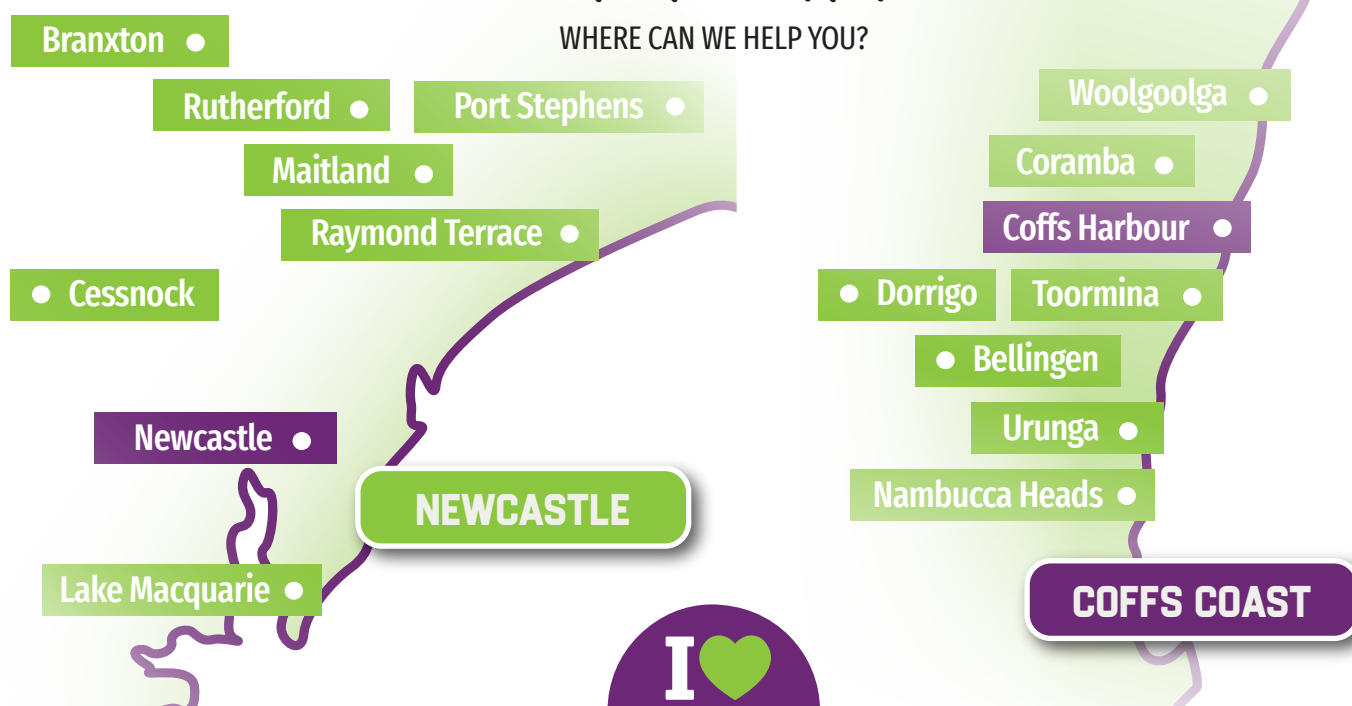 WHERE CAN WE HELP YOU?
Branxton
Rutherford
Port Stephens
Maitland
Raymond Terrace
Cessnock
Newcastle
NEWCASTLE
Lake Macquarie
Woolgoolga
Coramba
Coffs Harbour
Dorrigo
Toormina
Bellingen
Urunga
Nambucca Heads
COFFS COAST
I